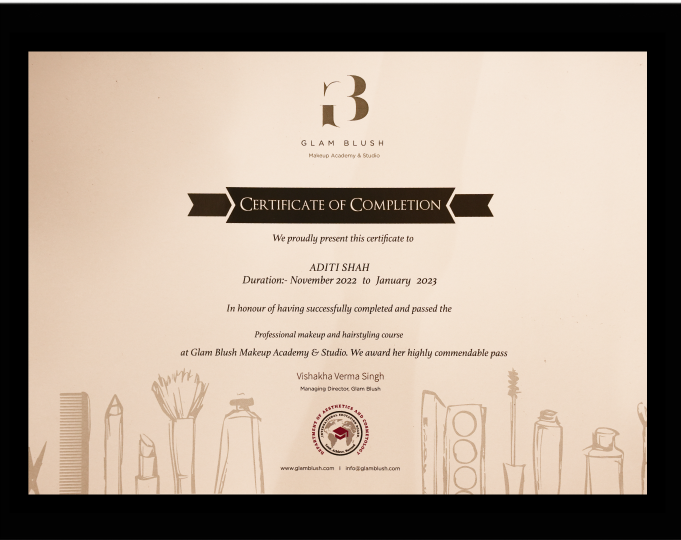 GLAM BLUSH
Makeup Academy & Studio
CERTIFICATE OF COMPLETION
We proudly present this certificate to
ADITI SHAH
Duration:- November 2022 to January 2023
In honour of having successfully completed and passed the
Professional makeup and hairstyling course
at Glam Blush Makeup Academy & Studio. We award her highly commendable pass
Vishakha Verma Singh
Managing Director, Glam Blush
DEPARTMENT OF AESTHETICS AND COSMETOLOGY
www.glamblush.com I info@glamblush.com